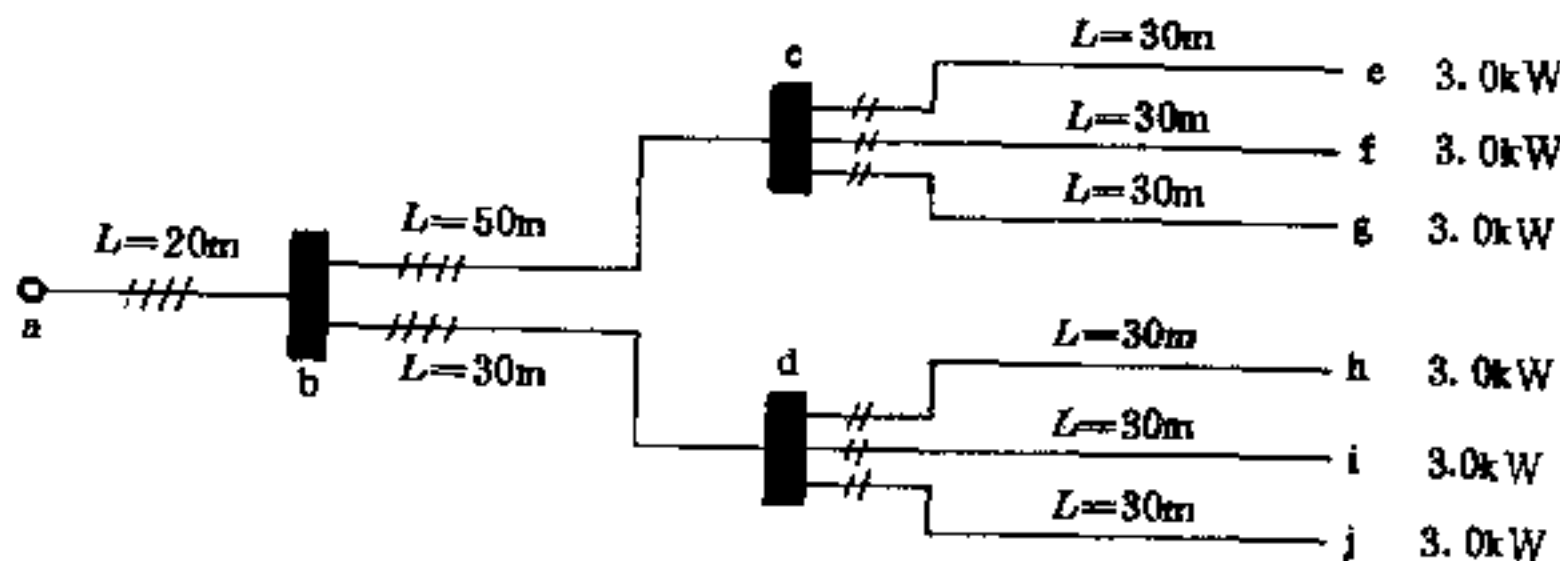 L=20m
a
b
L=50m
L=30m
c
L=30m
e 3.0kW
L=30m
f 3.0kW
L=30m
g 3.0kW
d
L=30m
h 3.0kW
L=30m
i 3.0kW
L=30m
j 3.0kW